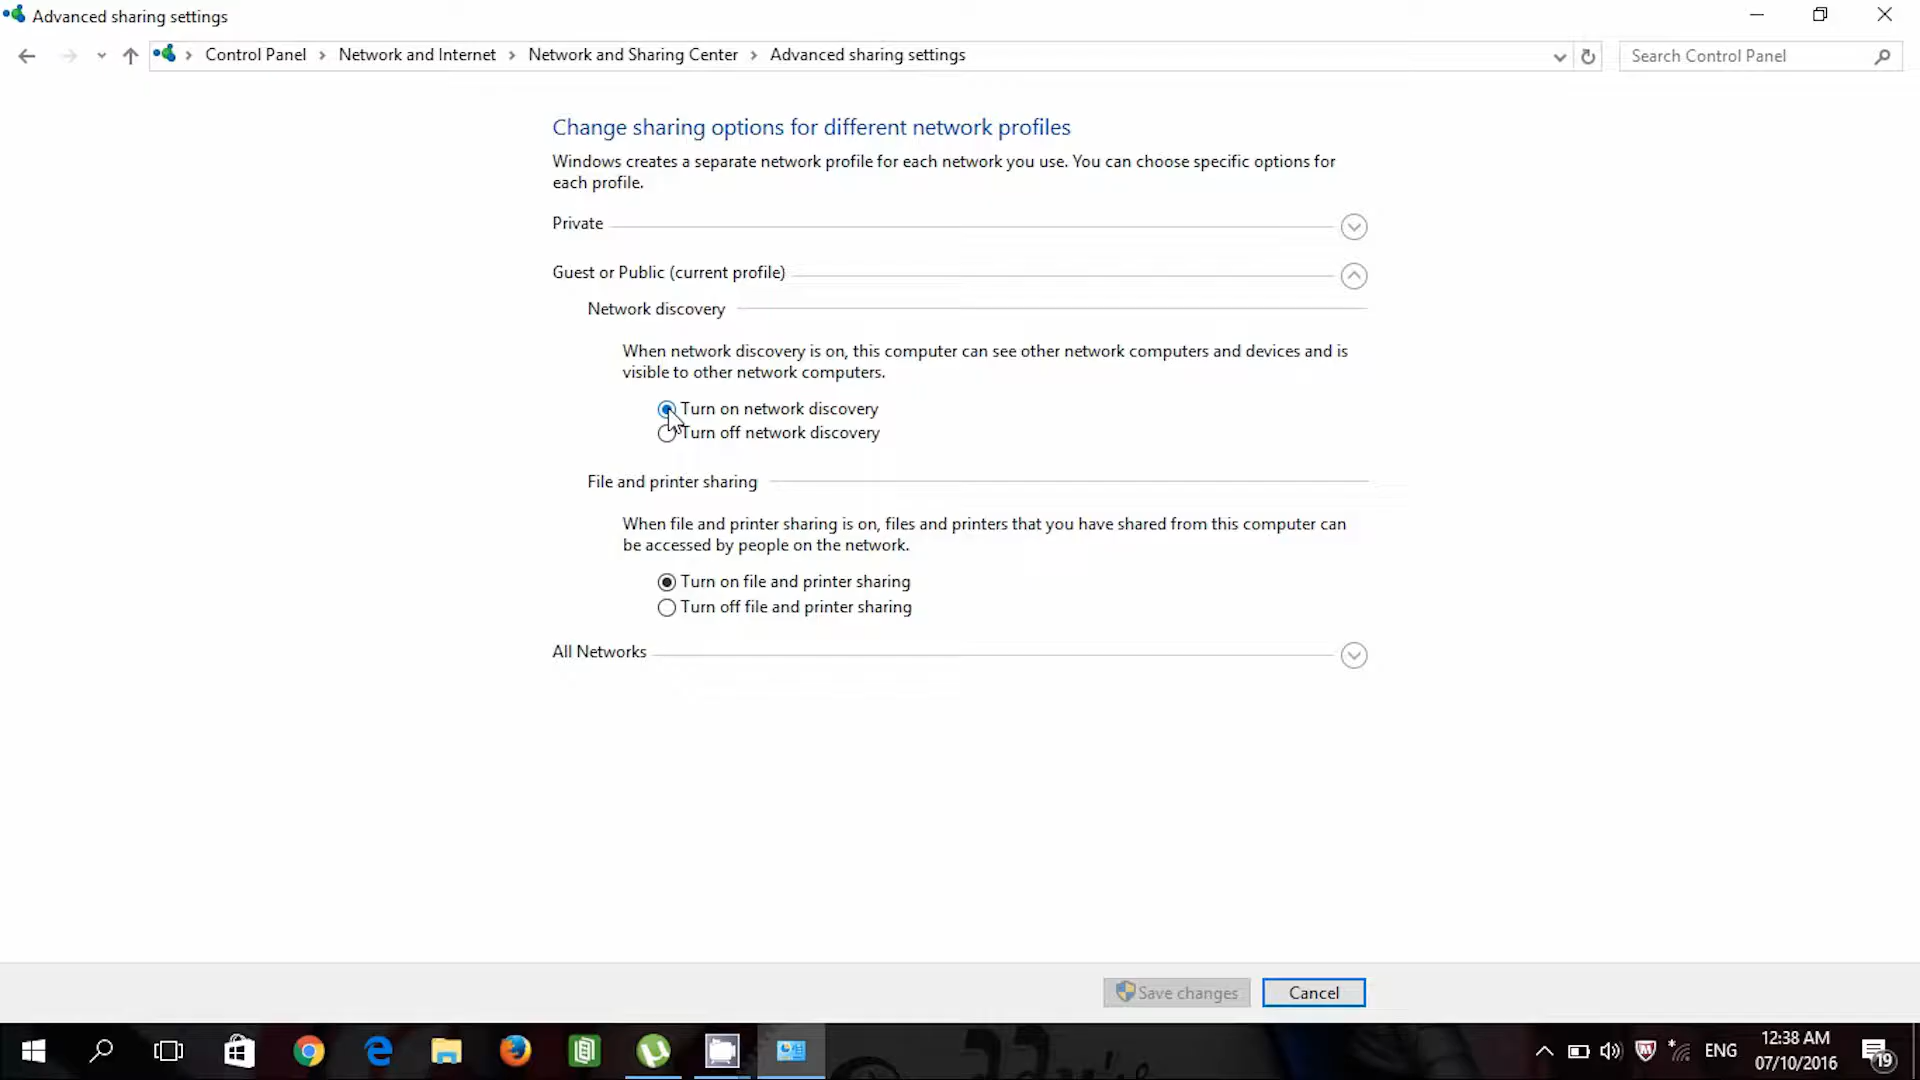 Advanced sharing settings
Control Panel > Network and Internet > Network and Sharing Center > Advanced sharing settings
Search Control Panel
Change sharing options for different network profiles
Windows creates a separate network profile for each network you use. You can choose specific options for
each profile.
Private
Guest or Public (current profile)
Network discovery
When network discovery is on, this computer can see other network computers and devices and is
visible to other network computers.
Turn on network discovery
Turn off network discovery
File and printer sharing
When file and printer sharing is on, files and printers that you have shared from this computer can
be accessed by people on the network.
Turn on file and printer sharing
Turn off file and printer sharing
All Networks
Save changes
Cancel
ENG
12:38 AM
07/10/2016
19